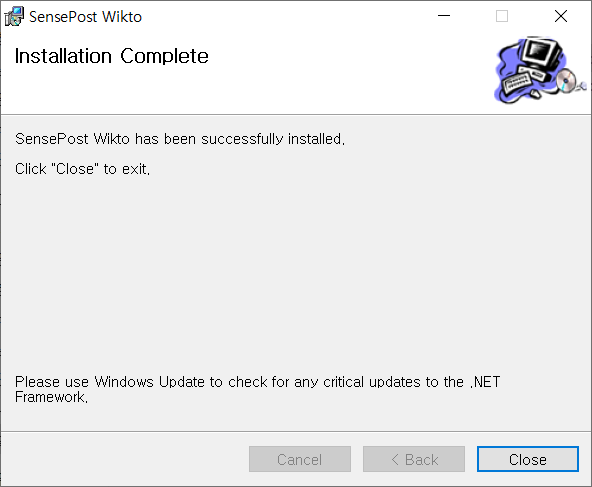 SensePost Wikto
Installation Complete
SensePost Wikto has been successfully installed.
Click "Close" to exit.
Please use Windows Update to check for any critical updates to the .NET
Framework.
Cancel
< Back
Close